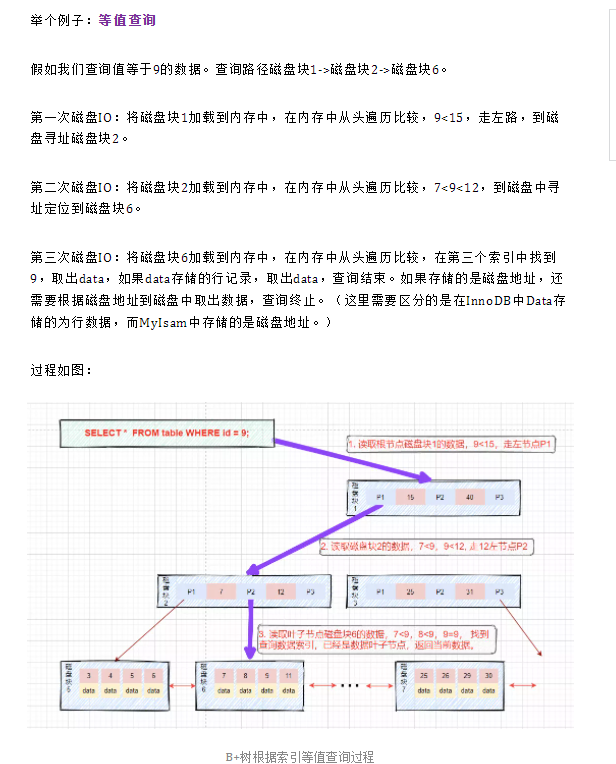 举个例子：等值查询
假如我们查询值等于9的数据。查询路径磁盘块1->磁盘块2->磁盘块6。
第一次磁盘IO：将磁盘块1加载到内存中，在内存中从头遍历比较，9<15，走左路，到磁
盘寻址磁盘块2。
第二次磁盘IO：将磁盘块2加载到内存中，在内存中从头遍历比较，7<9<12，到磁盘中寻
址定位到磁盘块6。
第三次磁盘IO：将磁盘块6加载到内存中，在内存中从头遍历比较，在第三个索引中找到
9，取出data，如果data存储的行记录，取出data，查询结束。如果存储的是磁盘地址，还
需要根据磁盘地址到磁盘中取出数据，查询终止。（这里需要区分的是在InnoDB中Data存
储的为行数据，而MyIsam中存储的是磁盘地址。）
过程如图：
SELECT * FROM table WHERE id = 9;
1. 读取根节点磁盘块1的数据，9<15，走左节点P1
磁盘块1 P1 15 P2 40 P3
2. 读取磁盘块2的数据，7<9，9<12, 走12左节点P2
磁盘块2 P1 7 P2 12 P3
磁盘块3 P1 25 P2 31 P3
3. 读取叶子节点磁盘块6的数据，7<9，8<9，9=9， 找到
查询数据索引，已经是数据叶子节点，返回当前数据。
磁盘块5 3 4 5 6
data data data data
磁盘块6 7 8 9 11
data data data data
•••
磁盘块7 25 26 29 30
data data data data
B+树根据索引等值查询过程